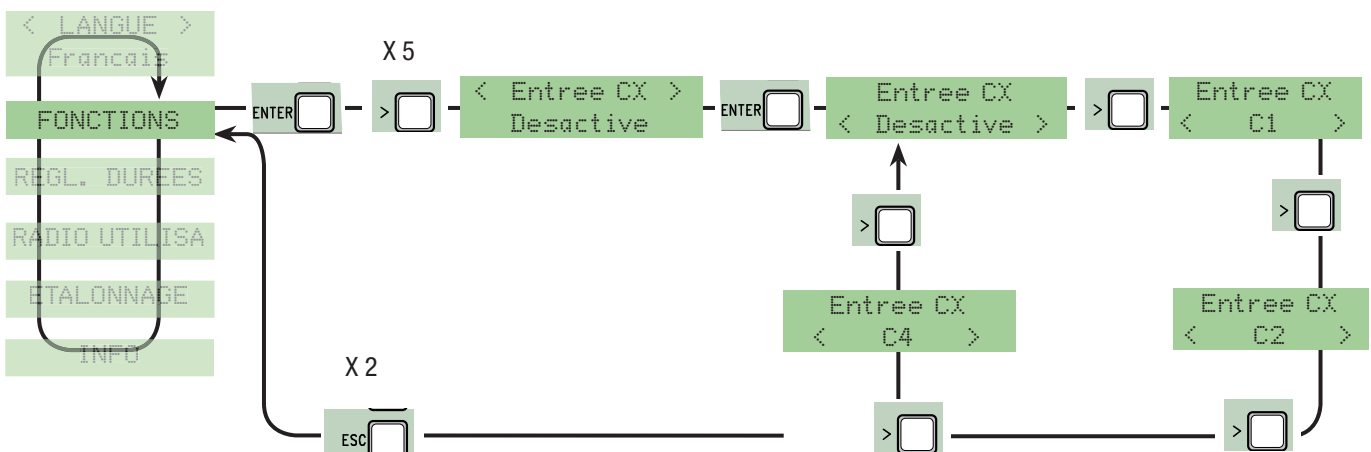 < LANGUE >
Francais
FONCTIONS
REGL. DUREES
RADIO UTILISA
ETALONNAGE
INFO
ENTER
X 5
>
< Entree CX >
Desactive
ENTER
Entree CX
< Desactive >
>
Entree CX
< C1 >
>
Entree CX
< C2 >
>
>
Entree CX
< C4 >
>
X 2
ESC